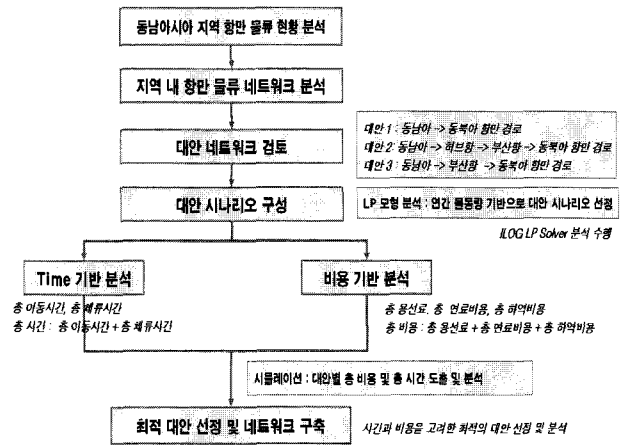 동남아시아 지역 항만 물류 현황 분석
지역 내 항만 물류 네트워크 분석
대안 네트워크 검토
대안 1 : 동남아 -> 동북아 항만 경로
대안 2: 동남아 -> 허브항 -> 부산항 -> 동북아 항만 경로
대안 3 : 동남아 -> 부산항 -> 동북아 항만 경로
대안 시나리오 구성
LP 모형 분석 : 연간 물동량 기반으로 대안 시나리오 선정
ILOG LP Solver 분석 수행
Time 기반 분석
비용 기반 분석
총 이동시간, 총 체류시간
총 시간 : 총 이동시간 + 총 체류시간
총 용선료, 총 연료비용, 총 하역비용
총 비용 : 총 용선료 + 총 연료비용 + 총 하역비용
시뮬레이션 : 대안별 총 비용 및 총 시간 도출 및 분석
최적 대안 선정 및 네트워크 구축
시간과 비용을 고려한 최적의 대안 선정 및 분석